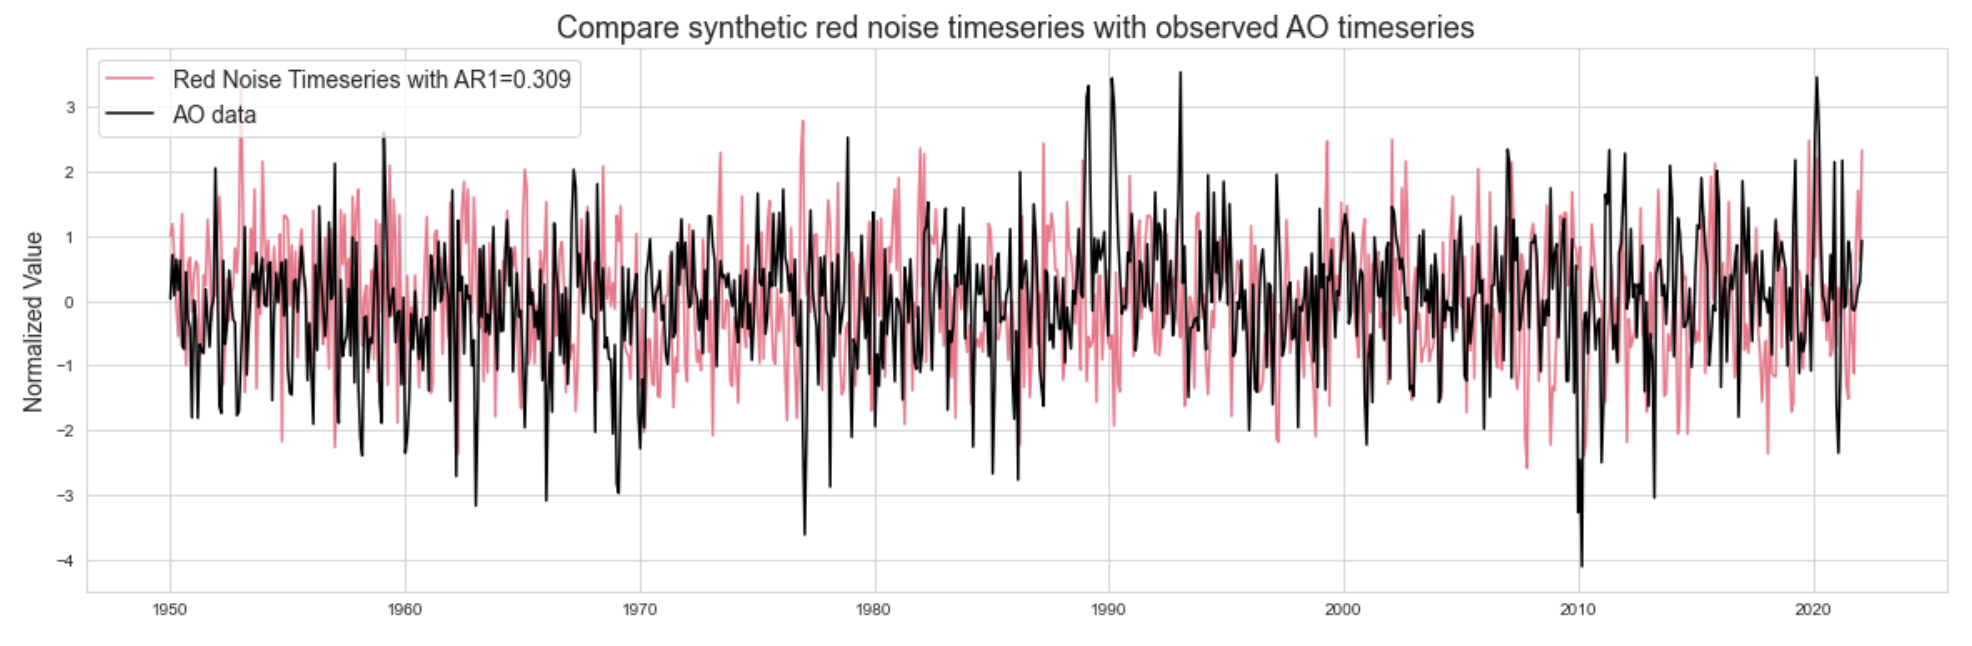 Compare synthetic red noise timeseries with observed AO timeseries
Red Noise Timeseries with AR1=0.309
AO data
Normalized Value
3
2
1
0
−1
−2
−3
−4
1950 1960 1970 1980 1990 2000 2010 2020